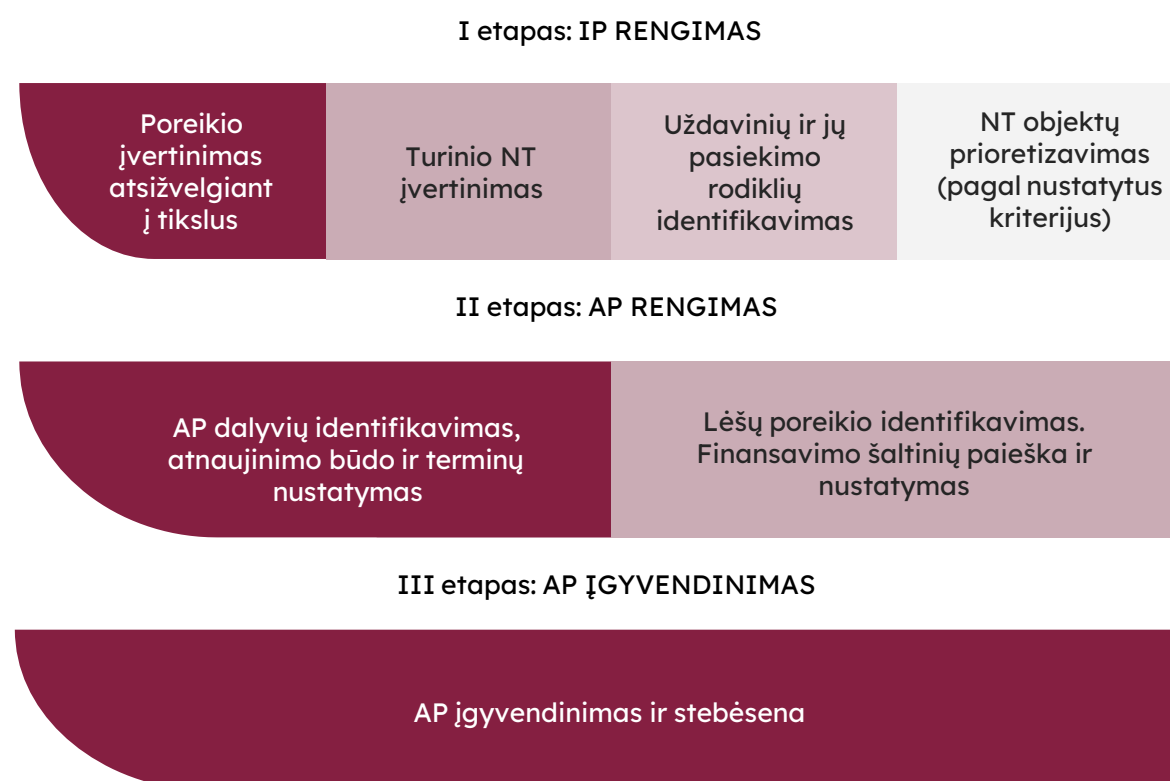 I etapas: IP RENGIMAS
Poreikio
įvertinimas
atsižvelgiant
į tikslus
Turinio NT
įvertinimas
Uždavinių ir jų
pasiekimo
rodiklių
identifikavimas
NT objektų
prioretizavimas
(pagal nustatytus
kriterijus)
II etapas: AP RENGIMAS
AP dalyvių identifikavimas,
atnaujinimo būdo ir terminų
nustatymas
Lėšų poreikio identifikavimas.
Finansavimo šaltinių paieška ir
nustatymas
III etapas: AP ĮGYVENDINIMAS
AP įgyvendinimas ir stebėsena